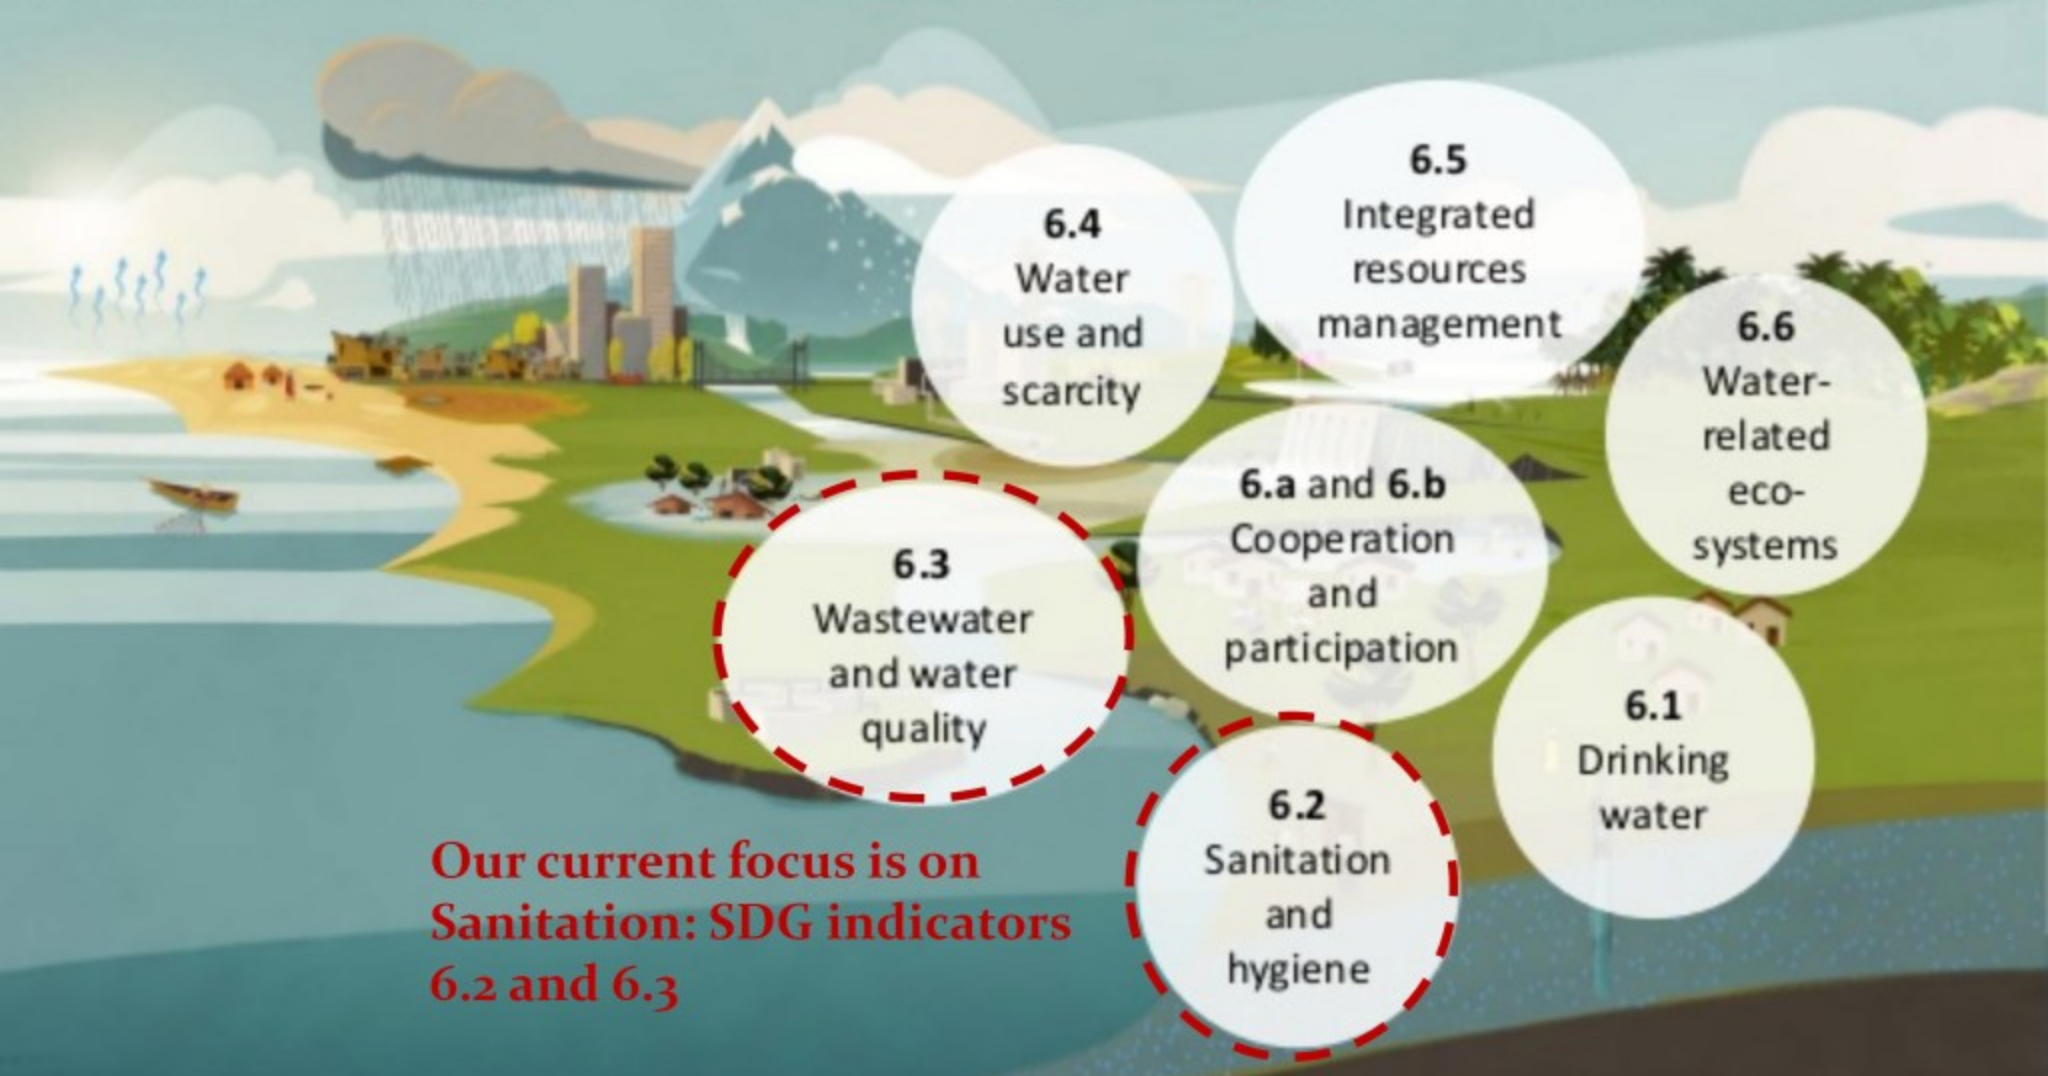 6.5
Integrated
resources
management
6.4
Water
use and
scarcity
6.6
Water-
related
eco-
systems
6.a and 6.b
Cooperation
and
participation
6.3
Wastewater
and water
quality
6.1
Drinking
water
6.2
Sanitation
and
hygiene
Our current focus is on
Sanitation: SDG indicators
6.2 and 6.3